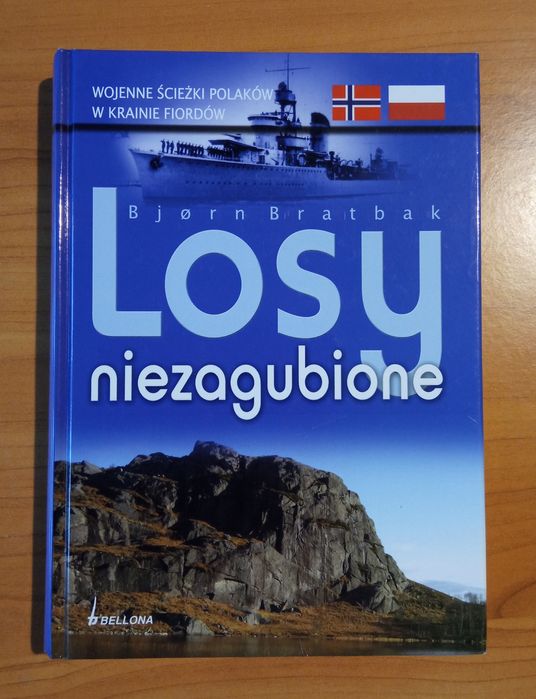 WOJENNE ŚCIEŻKI POLAKÓW
W KRAINIE FIORDÓW
Bjørn Bratbak
Losy
niezagubione
BELLONA